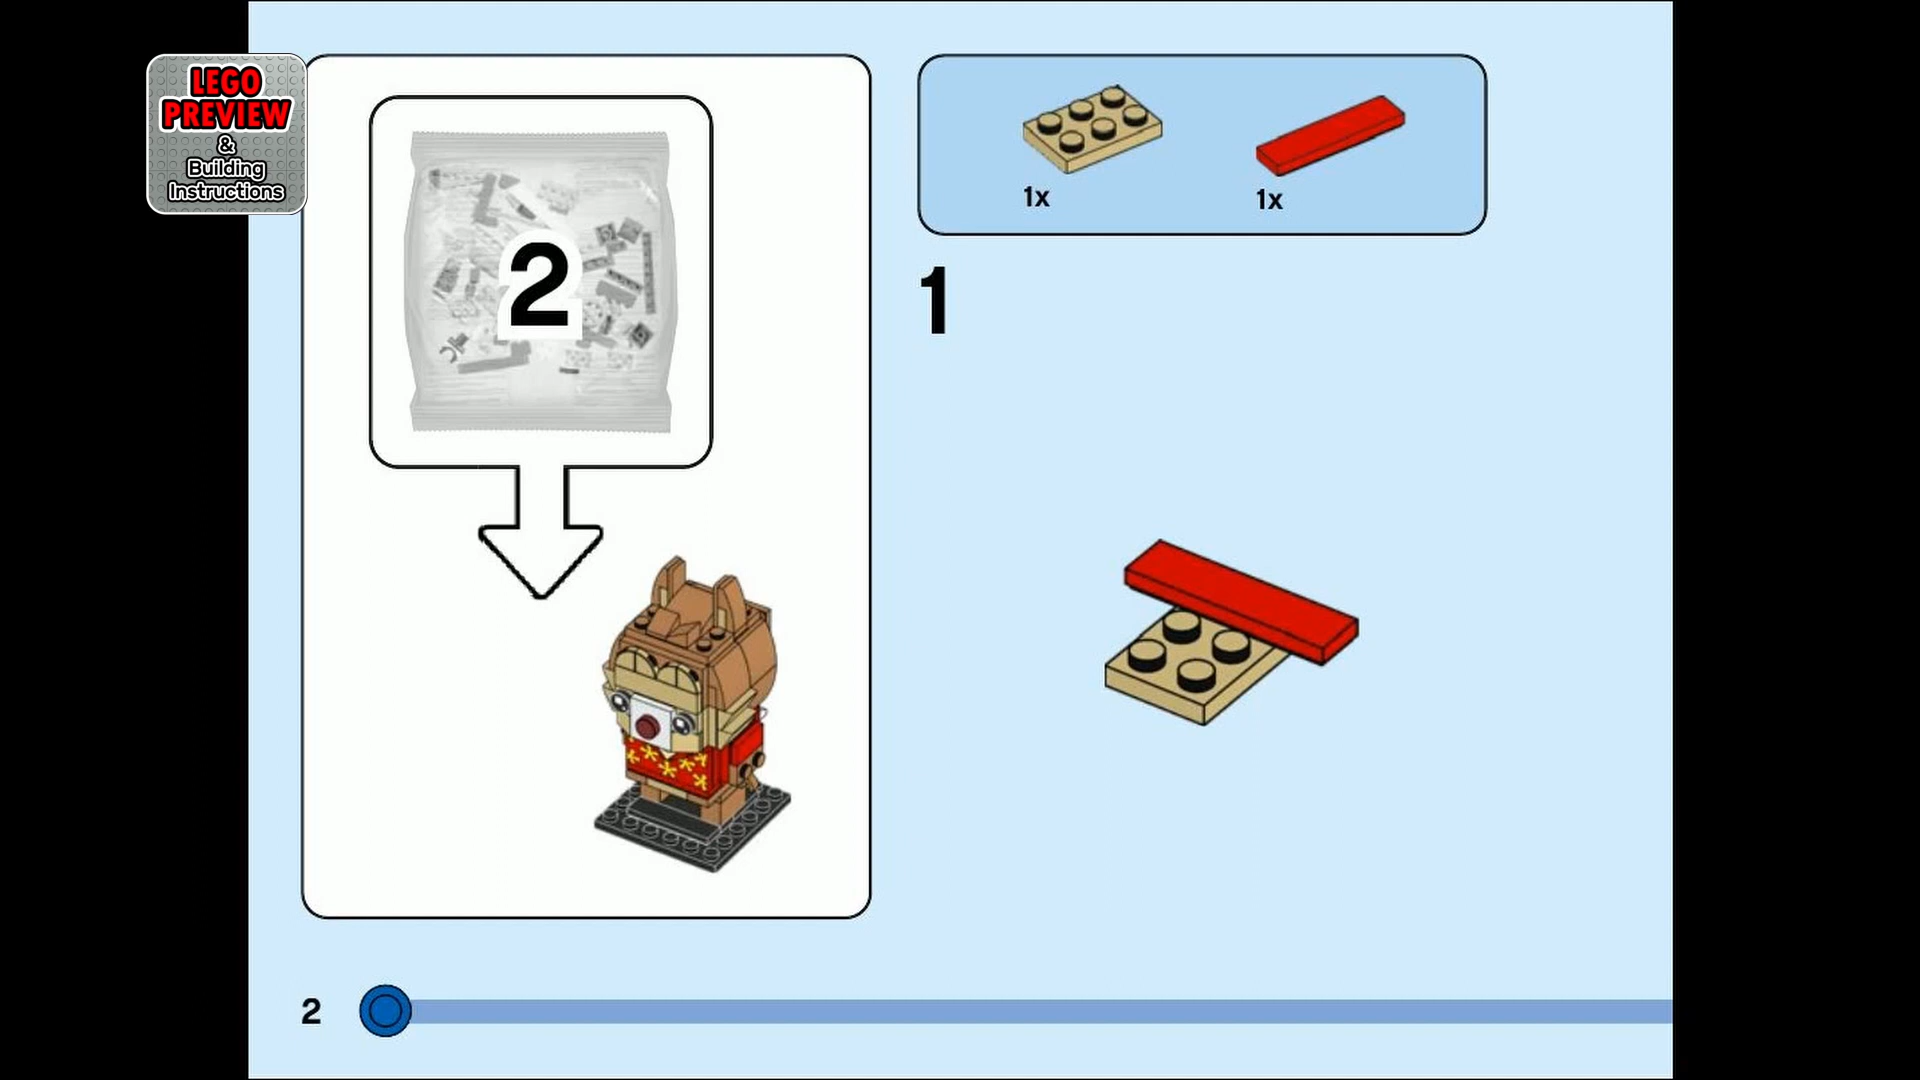 LEGO
PREVIEW
&
Building
Instructions
2
1x
1x
1
2